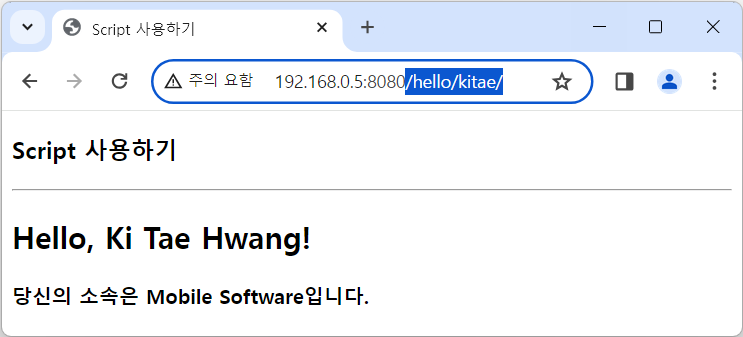 Script 사용하기
주의 요함 192.168.0.5:8080/hello/kitae/
Script 사용하기
Hello, Ki Tae Hwang!
당신의 소속은 Mobile Software입니다.